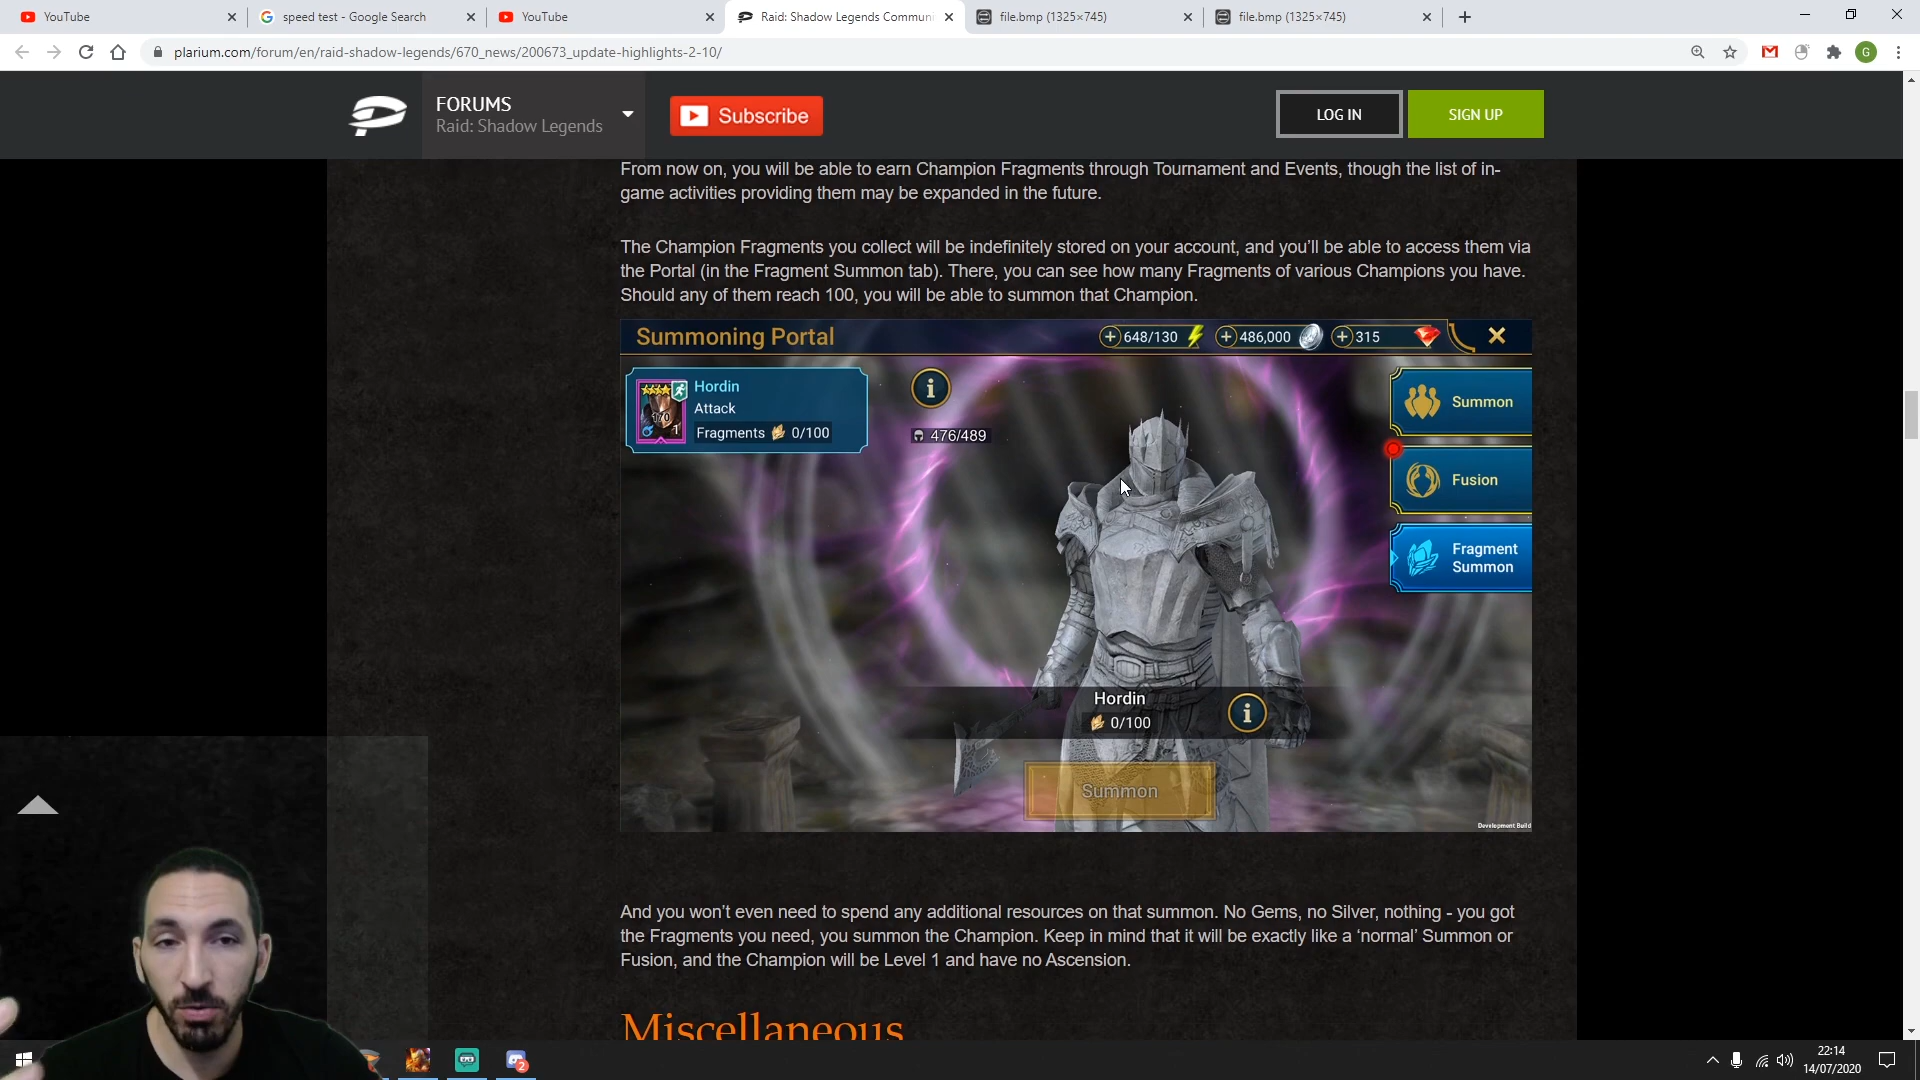 YouTube
speed test - Google Search
YouTube
Raid: Shadow Legends Communi
file.bmp (1325×745)
file.bmp (1325×745)
plarium.com/forum/en/raid-shadow-legends/670_news/200673_update-highlights-2-10/
G
FORUMS
Raid: Shadow Legends
Subscribe
LOG IN
SIGN UP
From now on, you will be able to earn Champion Fragments through Tournament and Events, though the list of in-
game activities providing them may be expanded in the future.
The Champion Fragments you collect will be indefinitely stored on your account, and you'll be able to access them via
the Portal (in the Fragment Summon tab). There, you can see how many Fragments of various Champions you have.
Should any of them reach 100, you will be able to summon that Champion.
Summoning Portal
648/130
486,000
315
Hordin
Attack
Fragments 0/100
170
1
476/489
Summon
Fusion
Fragment
Summon
Hordin
0/100
Summon
Development Build
And you won't even need to spend any additional resources on that summon. No Gems, no Silver, nothing - you got
the Fragments you need, you summon the Champion. Keep in mind that it will be exactly like a 'normal' Summon or
Fusion, and the Champion will be Level 1 and have no Ascension.
Miscellaneous
2
22:14
14/07/2020